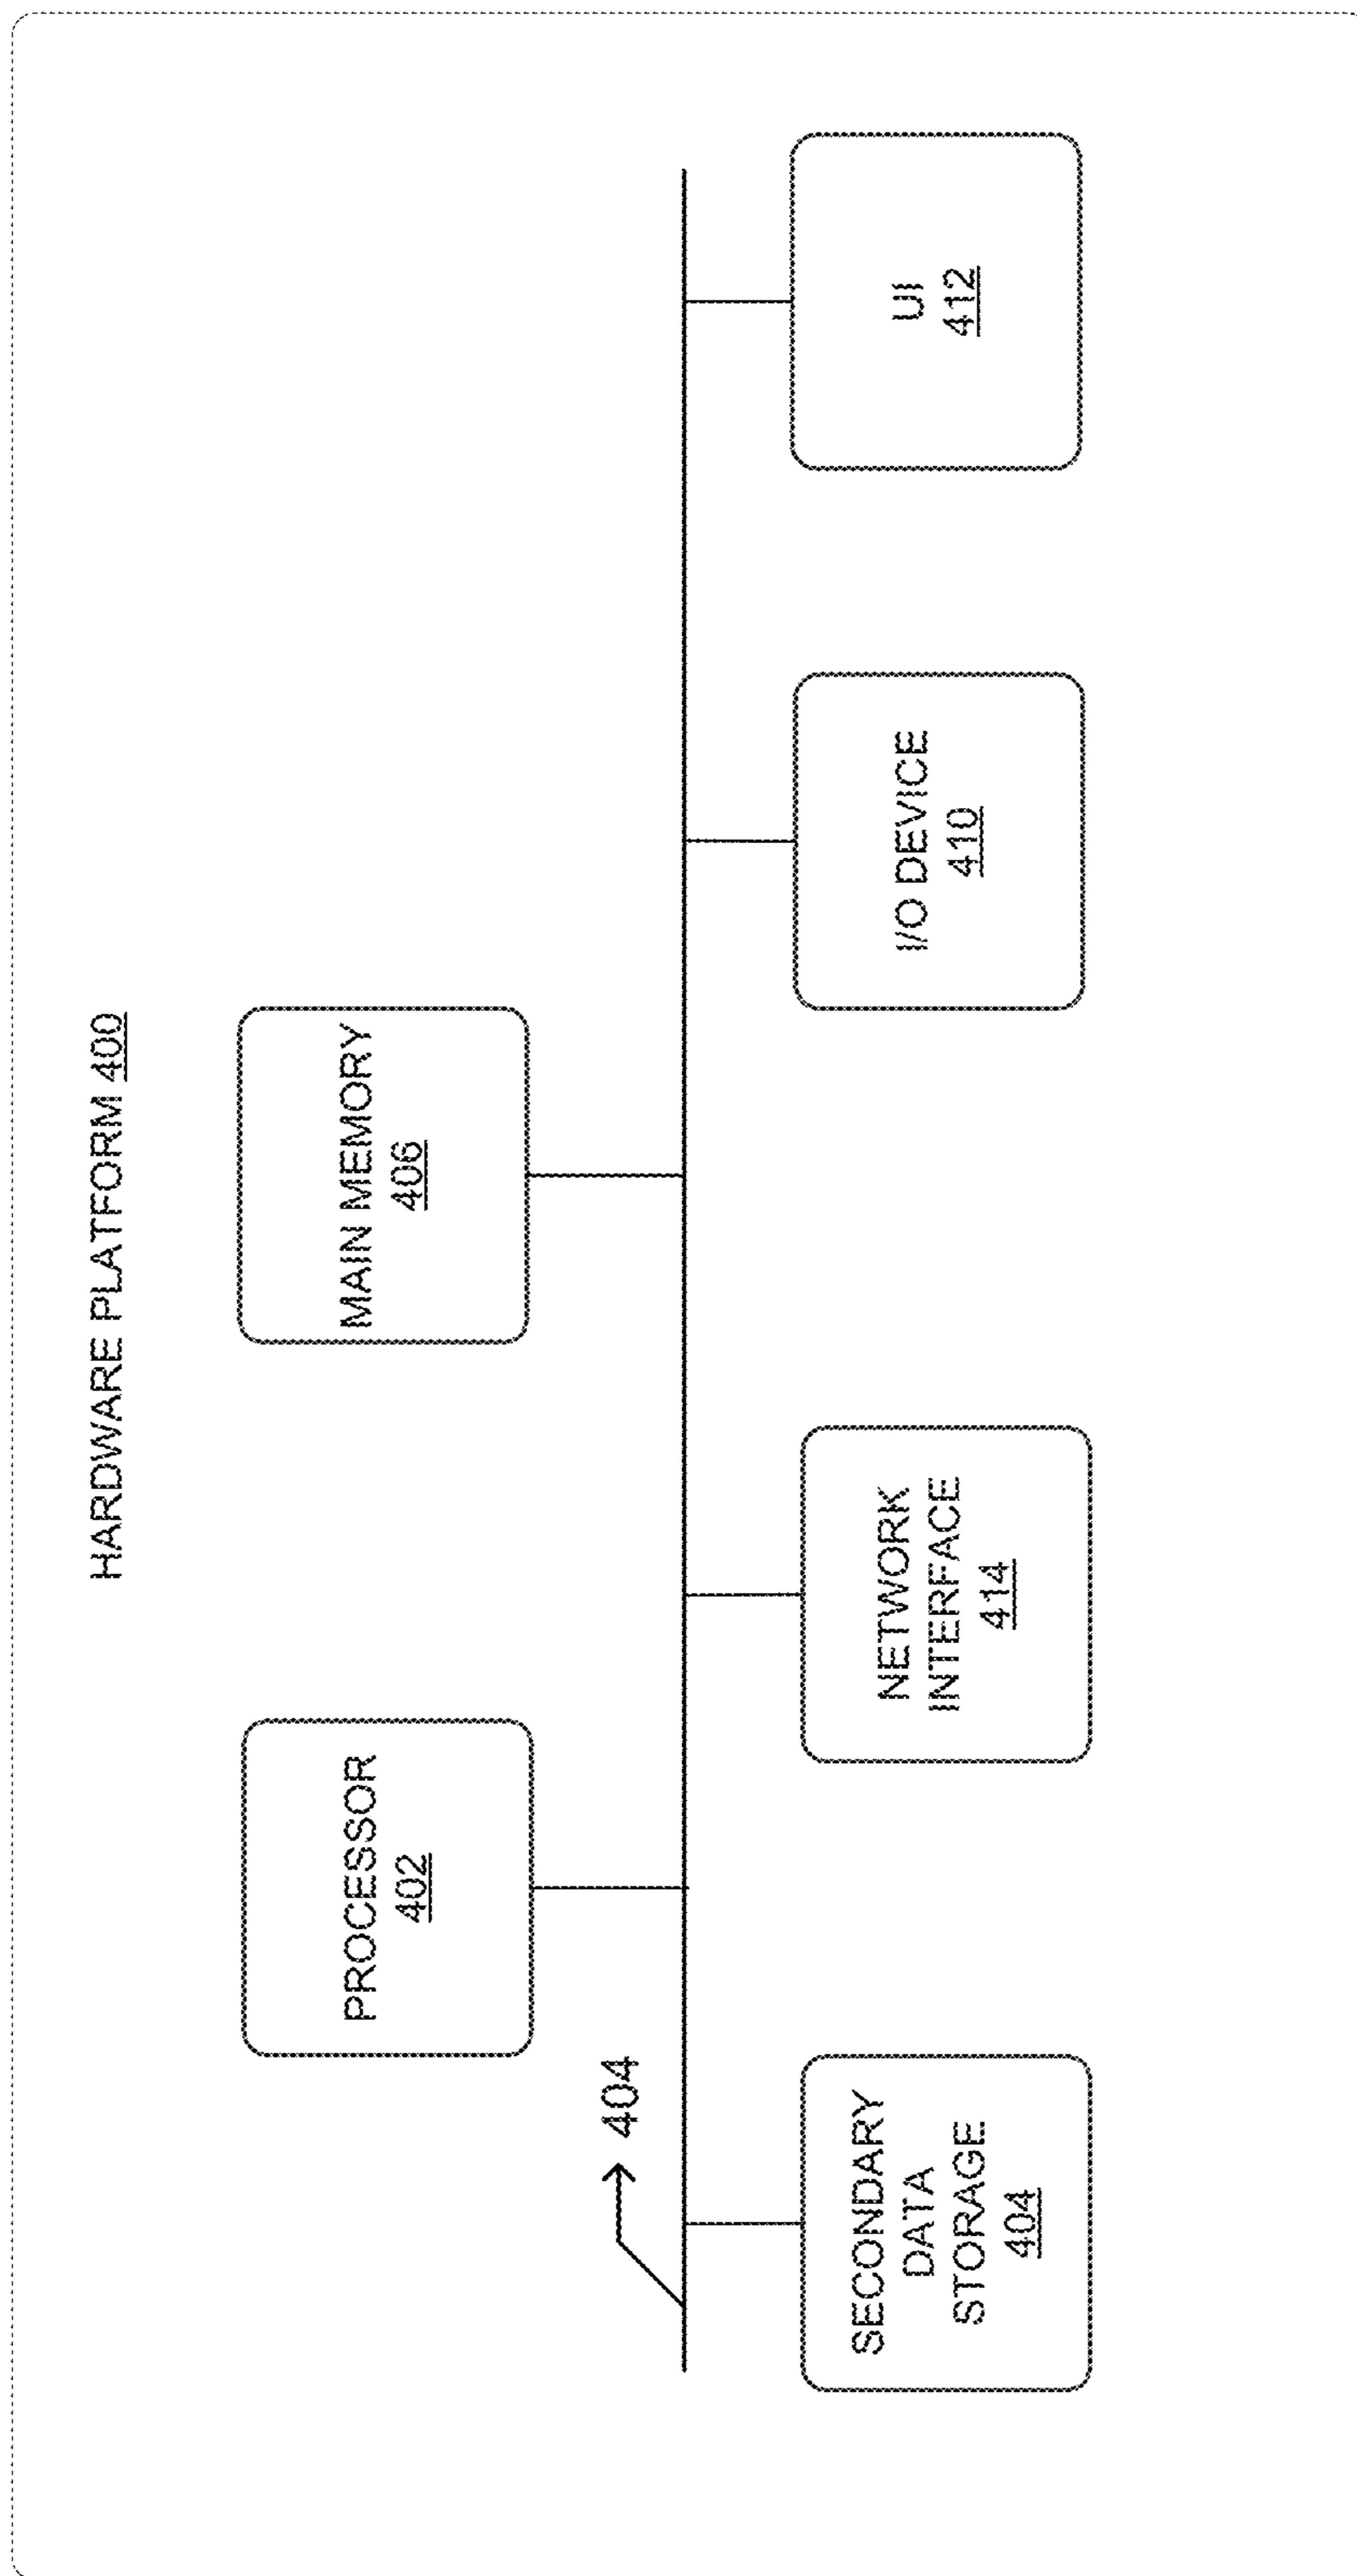 HARDWARE PLATFORM 400
PROCESSOR
402
MAIN MEMORY
406
404
SECONDARY
DATA
STORAGE
404
NETWORK
INTERFACE
414
I/O DEVICE
410
UI
412